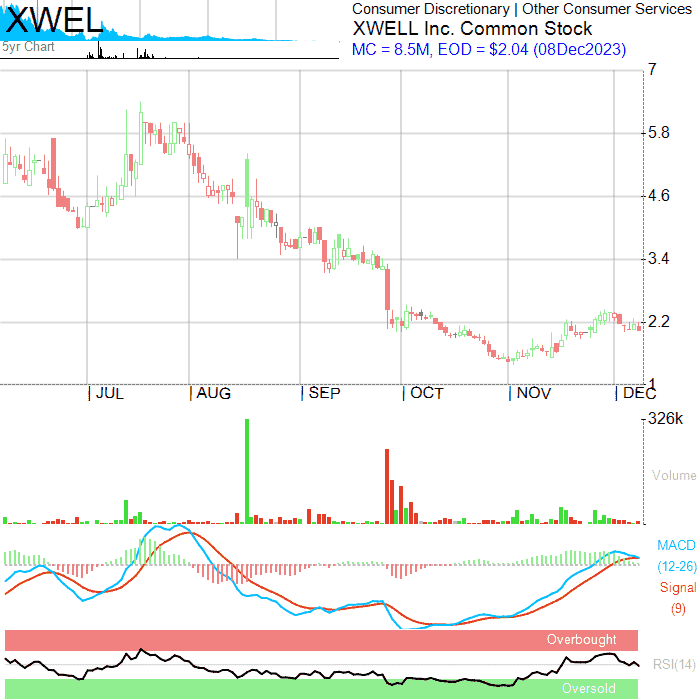 XWEL
5yr Chart
Consumer Discretionary | Other Consumer Services
XWELL Inc. Common Stock
MC = 8.5M, EOD = $2.04 (08Dec2023)
7
5.8
4.6
3.4
2.2
1
JUL AUG SEP OCT NOV DEC
326k
Volume
MACD
(12-26)
Signal
(9)
Overbought
RSI(14)
Oversold